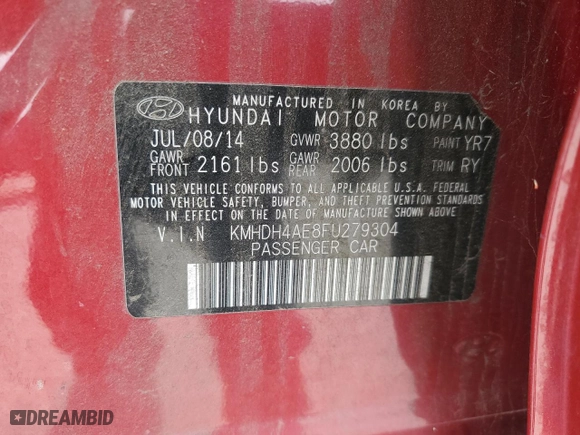 MANUFACTURED IN KOREA BY
HYUNDAI MOTOR COMPANY
JUL/08/14 GVWR 3880 lbs PAINT YR7
GAWR FRONT 2161 lbs GAWR REAR 2006 lbs TRIM RY
THIS VEHICLE CONFORMS TO ALL APPLICABLE U.S.A. FEDERAL
MOTOR VEHICLE SAFETY, BUMPER, AND THEFT PREVENTION STANDARDS
IN EFFECT ON THE DATE OF MANUFACTURE SHOWN ABOVE.
V.I.N KMHDH4AE8FU279304
PASSENGER CAR
DREAMBID